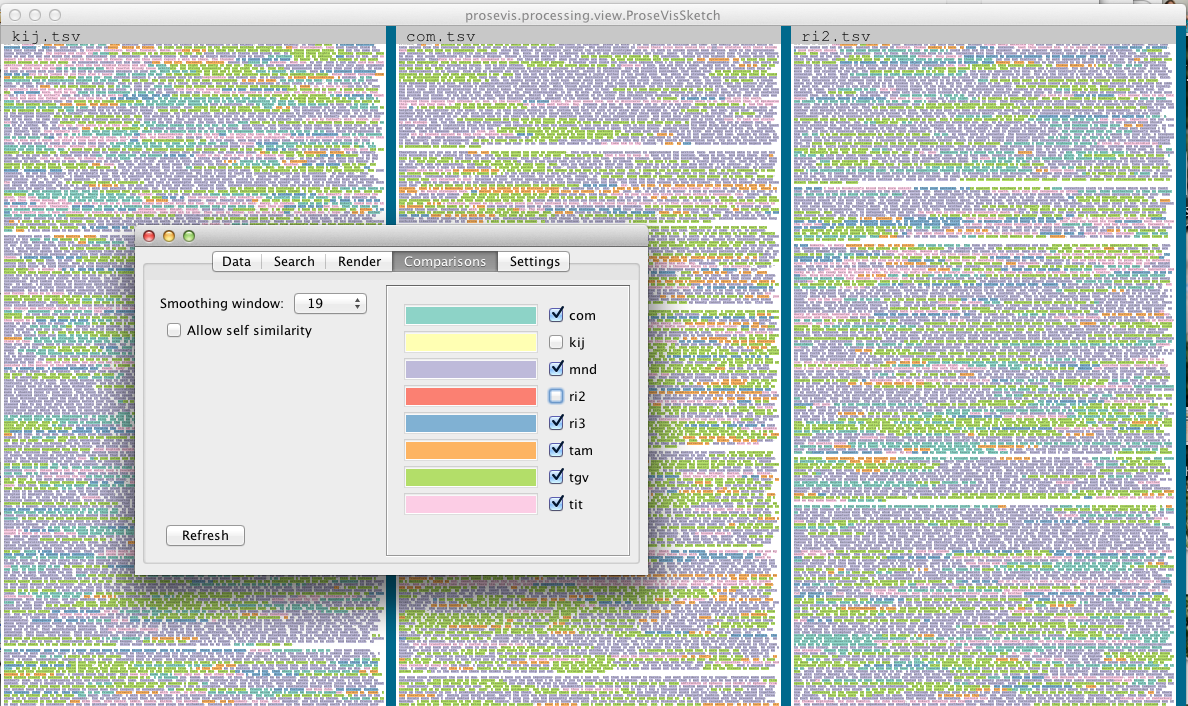 prosevis.processing.view.ProseVisSketch
kij.tsv
com.tsv
ri2.tsv
Data
Search
Render
Comparisons
Settings
Smoothing window: 19
Allow self similarity
com
kij
mnd
ri2
ri3
tam
tgv
tit
Refresh